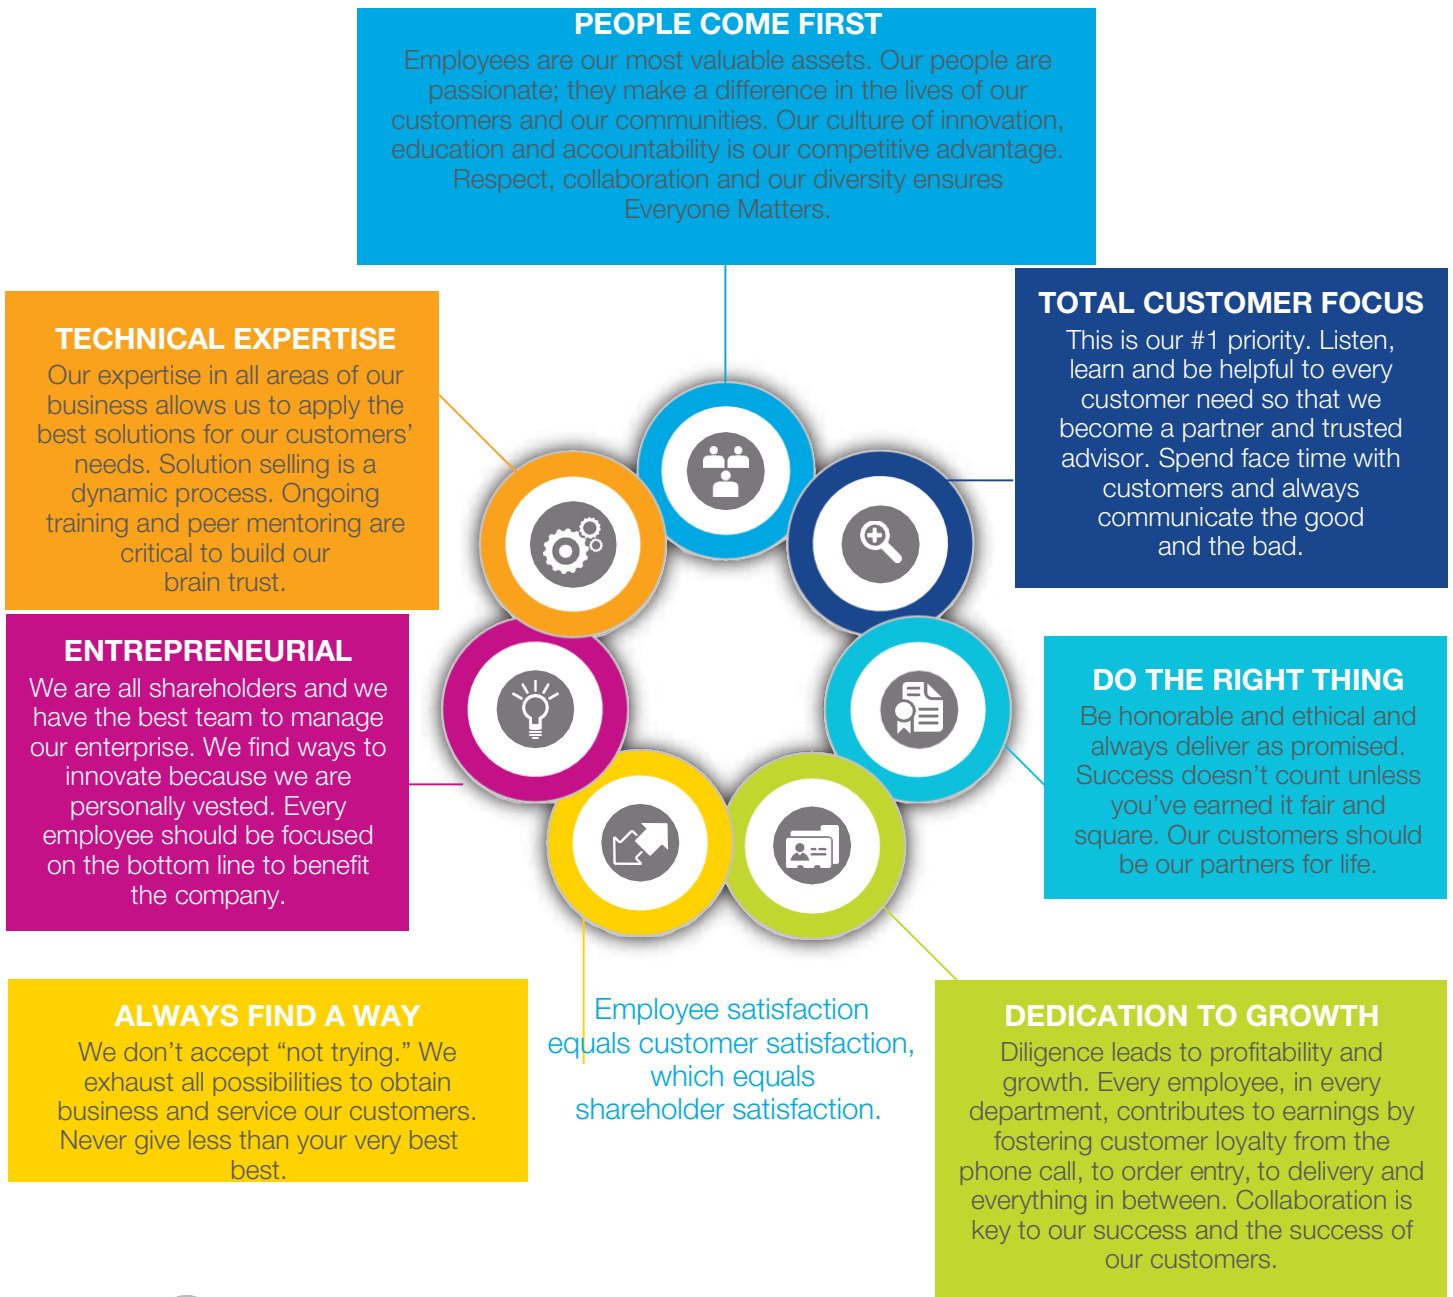 PEOPLE COME FIRST
Employees are our most valuable assets. Our people are
passionate; they make a difference in the lives of our
customers and our communities. Our culture of innovation,
education and accountability is our competitive advantage.
Respect, collaboration and our diversity ensures
Everyone Matters.
TOTAL CUSTOMER FOCUS
This is our #1 priority. Listen,
learn and be helpful to every
customer need so that we
become a partner and trusted
advisor. Spend face time with
customers and always
communicate the good
and the bad.
TECHNICAL EXPERTISE
Our expertise in all areas of our
business allows us to apply the
best solutions for our customers’
needs. Solution selling is a
dynamic process. Ongoing
training and peer mentoring are
critical to build our
brain trust.
ENTREPRENEURIAL
We are all shareholders and we
have the best team to manage
our enterprise. We find ways to
innovate because we are
personally vested. Every
employee should be focused
on the bottom line to benefit
the company.
DO THE RIGHT THING
Be honorable and ethical and
always deliver as promised.
Success doesn’t count unless
you’ve earned it fair and
square. Our customers should
be our partners for life.
ALWAYS FIND A WAY
We don’t accept “not trying.” We
exhaust all possibilities to obtain
business and service our customers.
Never give less than your very best
best.
Employee satisfaction
equals customer satisfaction,
which equals
shareholder satisfaction.
DEDICATION TO GROWTH
Diligence leads to profitability and
growth. Every employee, in every
department, contributes to earnings by
fostering customer loyalty from the
phone call, to order entry, to delivery and
everything in between. Collaboration is
key to our success and the success of
our customers.